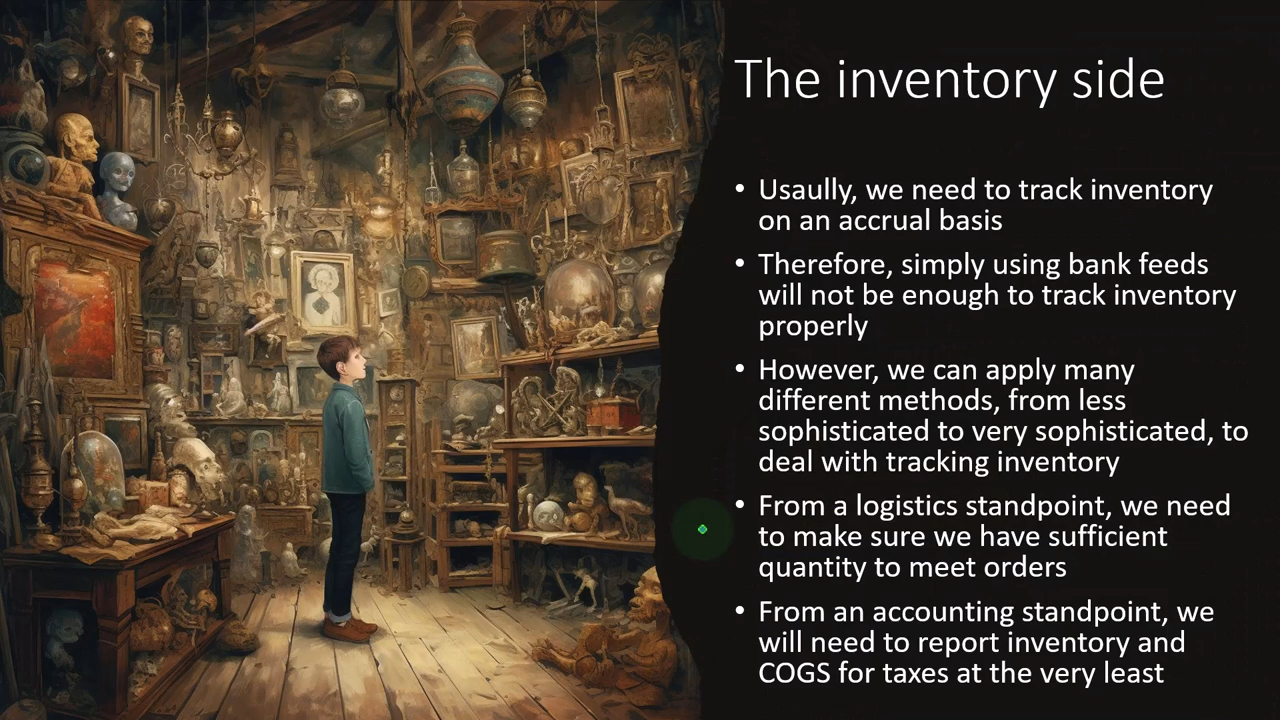 The inventory side
• Usaully, we need to track inventory
on an accrual basis
• Therefore, simply using bank feeds
will not be enough to track inventory
properly
• However, we can apply many
different methods, from less
sophisticated to very sophisticated, to
deal with tracking inventory
• From a logistics standpoint, we need
to make sure we have sufficient
quantity to meet orders
• From an accounting standpoint, we
will need to report inventory and
COGS for taxes at the very least